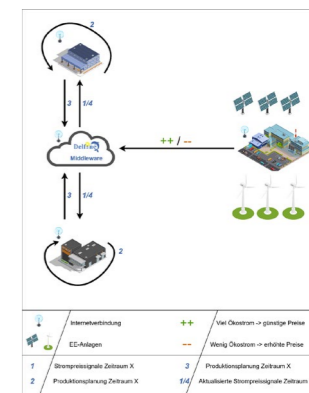 2
3
1/4
DelfinE
Middleware
++ / --
3
1/4
2
Internetverbindung
++
Viel Ökostrom -> günstige Preise
EE-Anlagen
--
Wenig Ökostrom -> erhöhte Preise
1
Strompreissignale Zeitraum X
3
Produktionsplanung Zeitraum X
2
Produktionsplanung Zeitraum X
1/4
Aktualisierte Strompreissignale Zeitraum